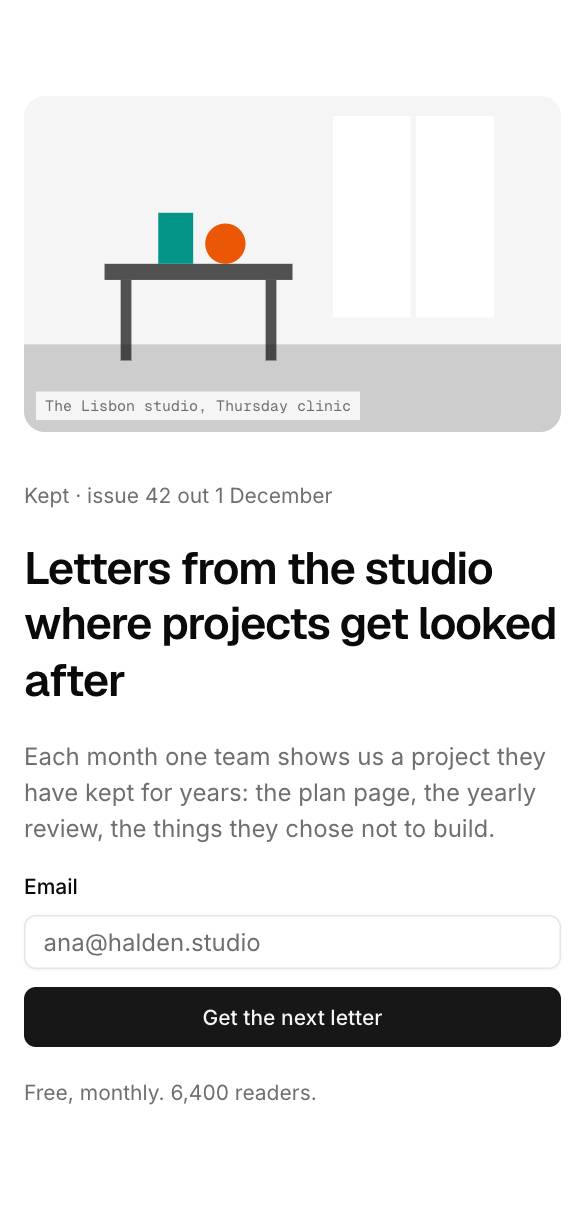 The Lisbon studio, Thursday clinic
Kept · issue 42 out 1 December
Letters from the studio
where projects get looked
after
Each month one team shows us a project they
have kept for years: the plan page, the yearly
review, the things they chose not to build.
Email
ana@halden.studio
Get the next letter
Free, monthly. 6,400 readers.